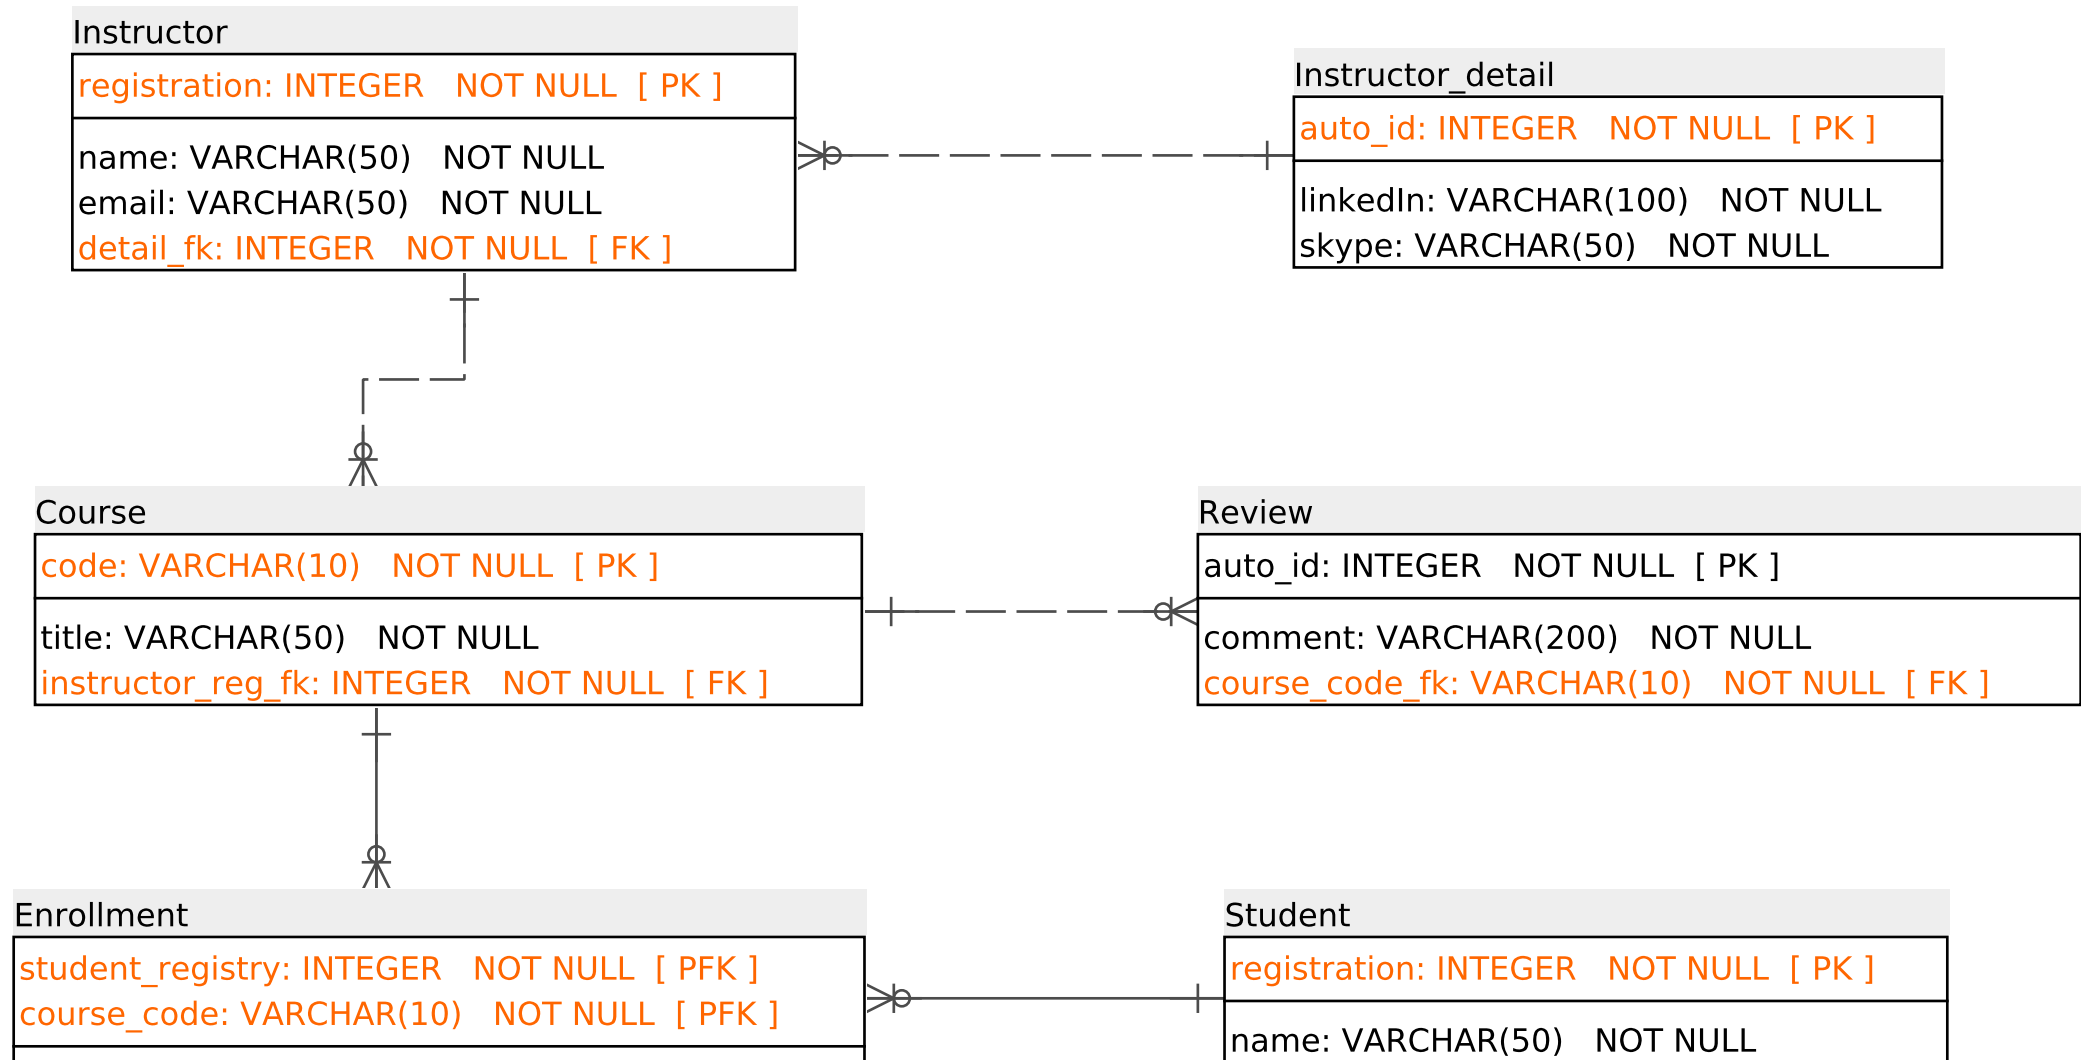 Instructor
registration: INTEGER NOT NULL [ PK ]
name: VARCHAR(50) NOT NULL
email: VARCHAR(50) NOT NULL
detail_fk: INTEGER NOT NULL [ FK ]
Instructor_detail
auto_id: INTEGER NOT NULL [ PK ]
linkedIn: VARCHAR(100) NOT NULL
skype: VARCHAR(50) NOT NULL
Course
code: VARCHAR(10) NOT NULL [ PK ]
title: VARCHAR(50) NOT NULL
instructor_reg_fk: INTEGER NOT NULL [ FK ]
Review
auto_id: INTEGER NOT NULL [ PK ]
comment: VARCHAR(200) NOT NULL
course_code_fk: VARCHAR(10) NOT NULL [ FK ]
Enrollment
student_registry: INTEGER NOT NULL [ PFK ]
course_code: VARCHAR(10) NOT NULL [ PFK ]
Student
registration: INTEGER NOT NULL [ PK ]
name: VARCHAR(50) NOT NULL